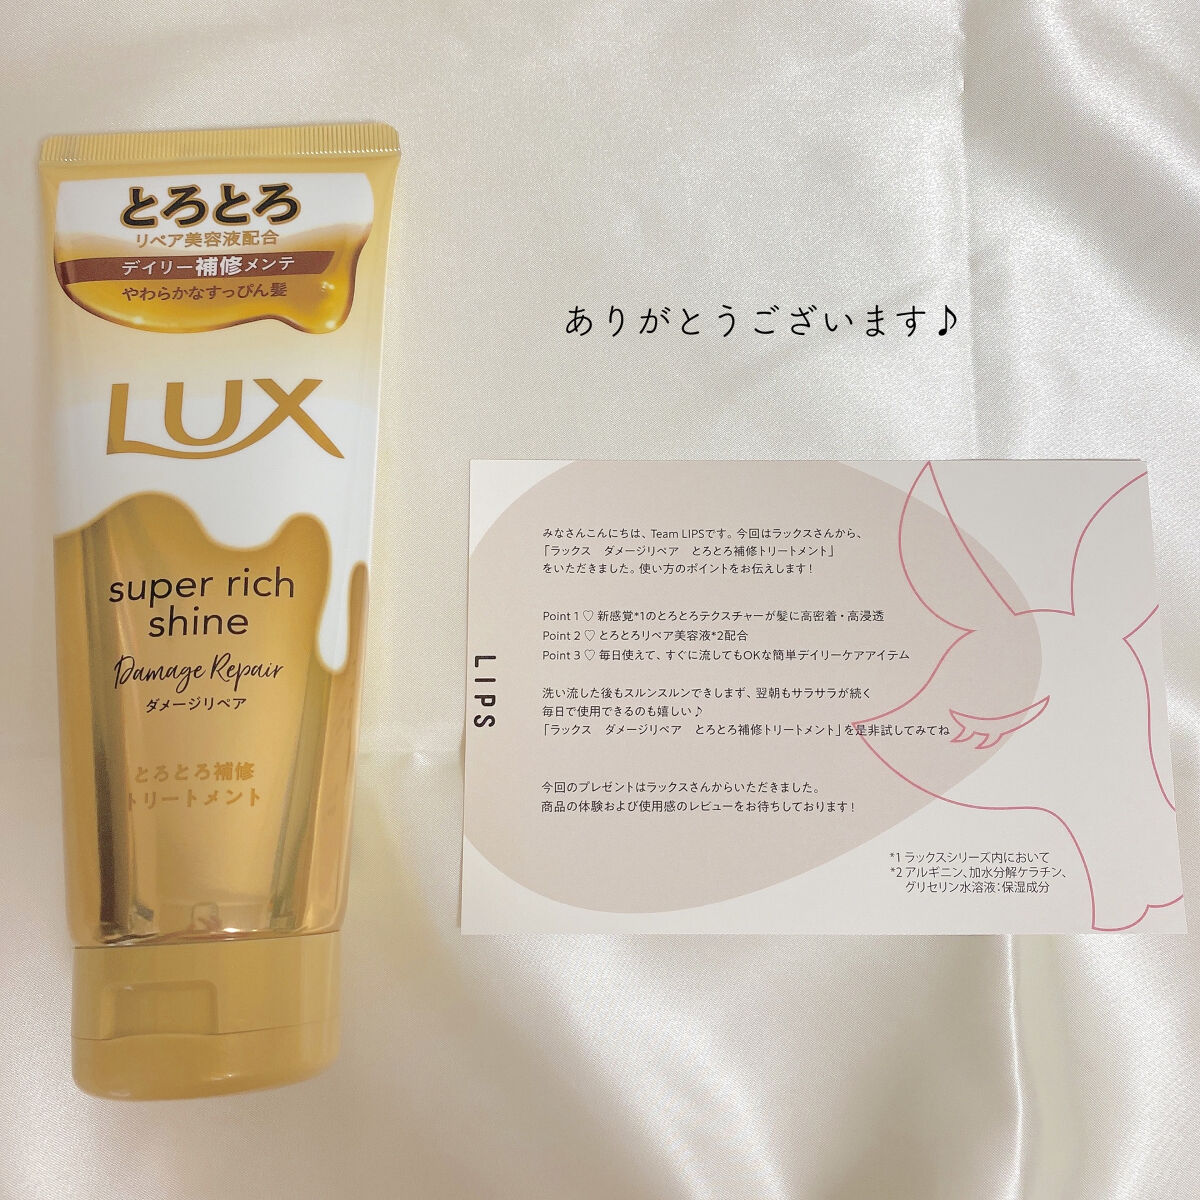 とろとろ
リペア美容液配合
デイリー補修メンテ
やわらかなすっぴん髪
LUX
super rich
shine
Damage Repair
ダメージリペア
とろとろ補修
トリートメント
ありがとうございます♪
LIPS
みなさんこんにちは、Team LIPSです。今回はラックスさんから、
「ラックス　ダメージリペア　とろとろ補修トリートメント」
をいただきました。使い方のポイントをお伝えします！
Point 1 ♡ 新感覚*1のとろとろテクスチャーが髪に高密着・高浸透
Point 2 ♡ とろとろリペア美容液*2配合
Point 3 ♡ 毎日使えて、すぐに流してもOKな簡単デイリーケアアイテム
洗い流した後もスルンスルンできしまず、翌朝もサラサラが続く
毎日で使用できるのも嬉しい♪
「ラックス　ダメージリペア　とろとろ補修トリートメント」を是非試してみてね
今回のプレゼントはラックスさんからいただきました。
商品の体験および使用感のレビューをお待ちしております！
*1 ラックスシリーズ内において
*2 アルギニン、加水分解ケラチン、
グリセリン水溶液：保湿成分